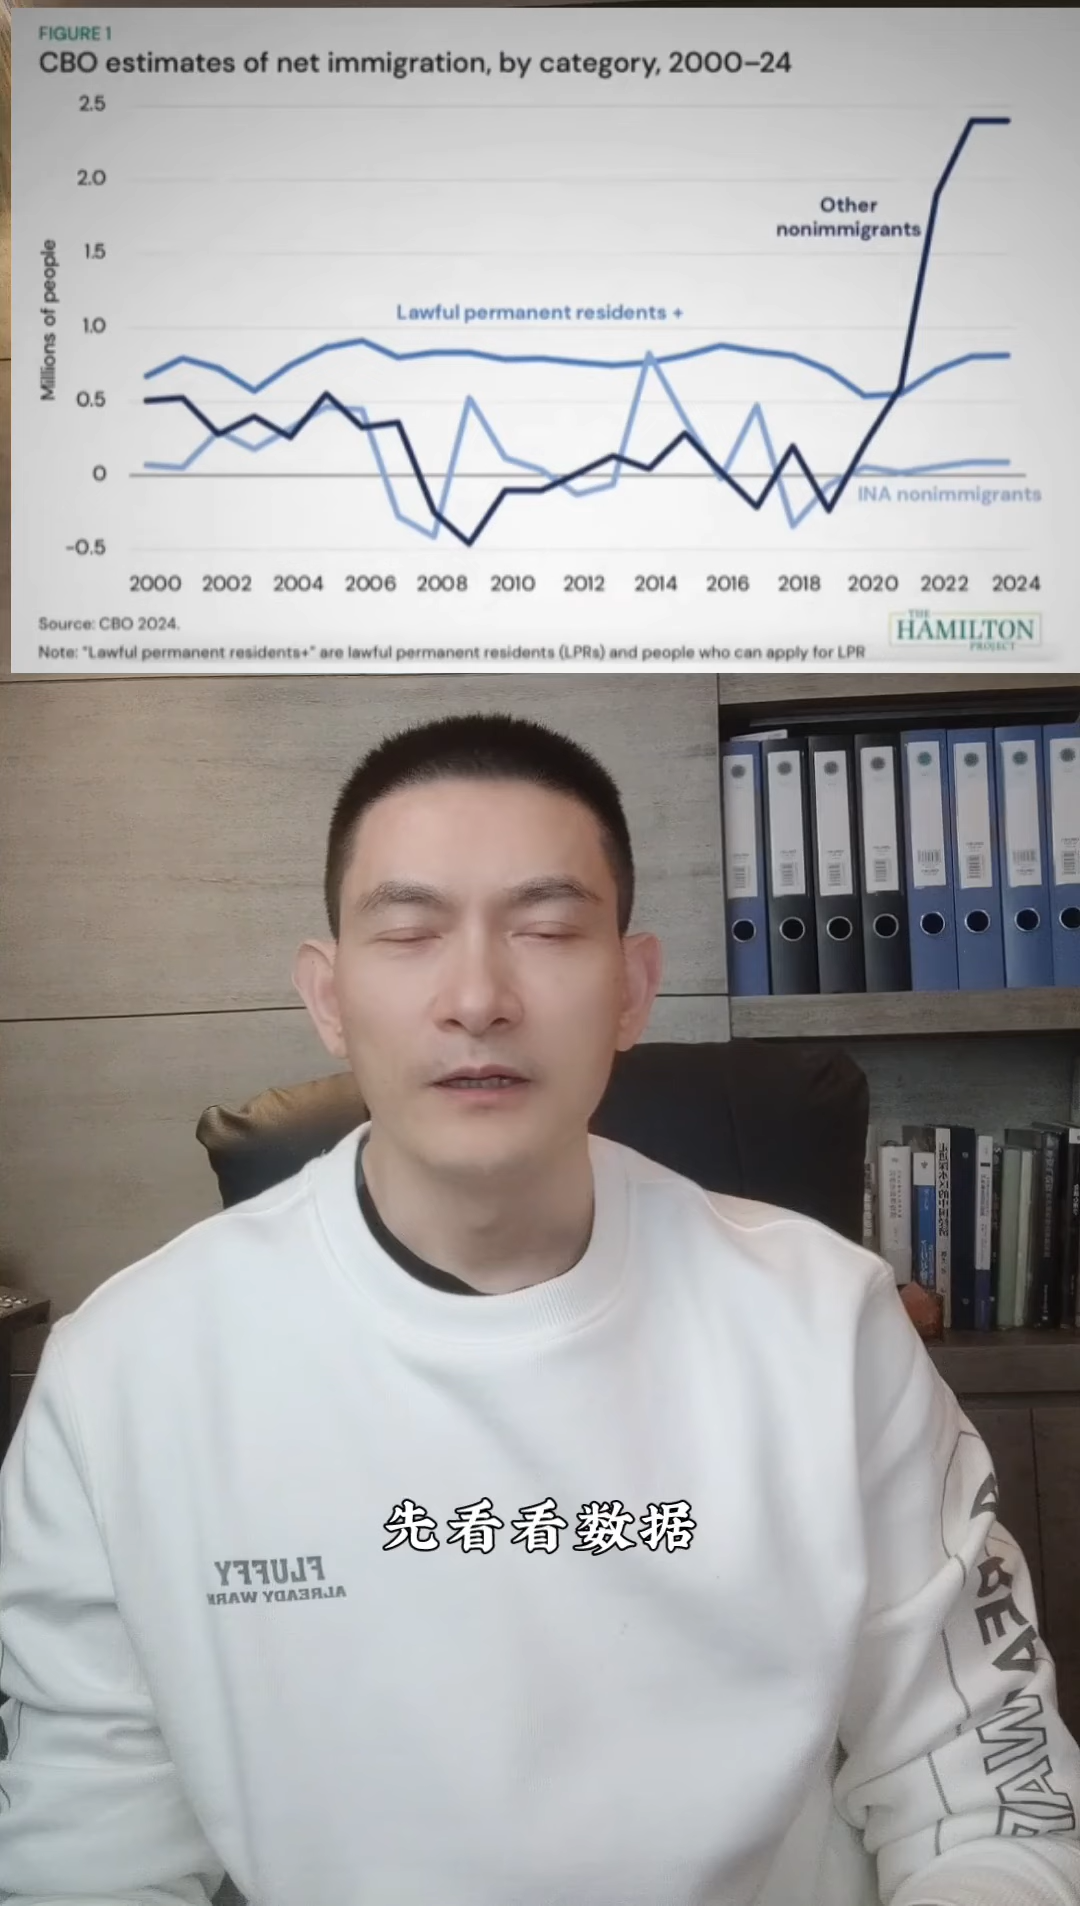 FIGURE 1
CBO estimates of net immigration, by category, 2000–24
2.5
2.0
1.5
1.0
0.5
0
-0.5
Millions of people
Other
nonimmigrants
Lawful permanent residents +
INA nonimmigrants
2000 2002 2004 2006 2008 2010 2012 2014 2016 2018 2020 2022 2024
Source: CBO 2024.
THE
HAMILTON
PROJECT
Note: "Lawful permanent residents+" are lawful permanent residents (LPRs) and people who can apply for LPR
先看看数据
FLUFFY
ALREADY WARM